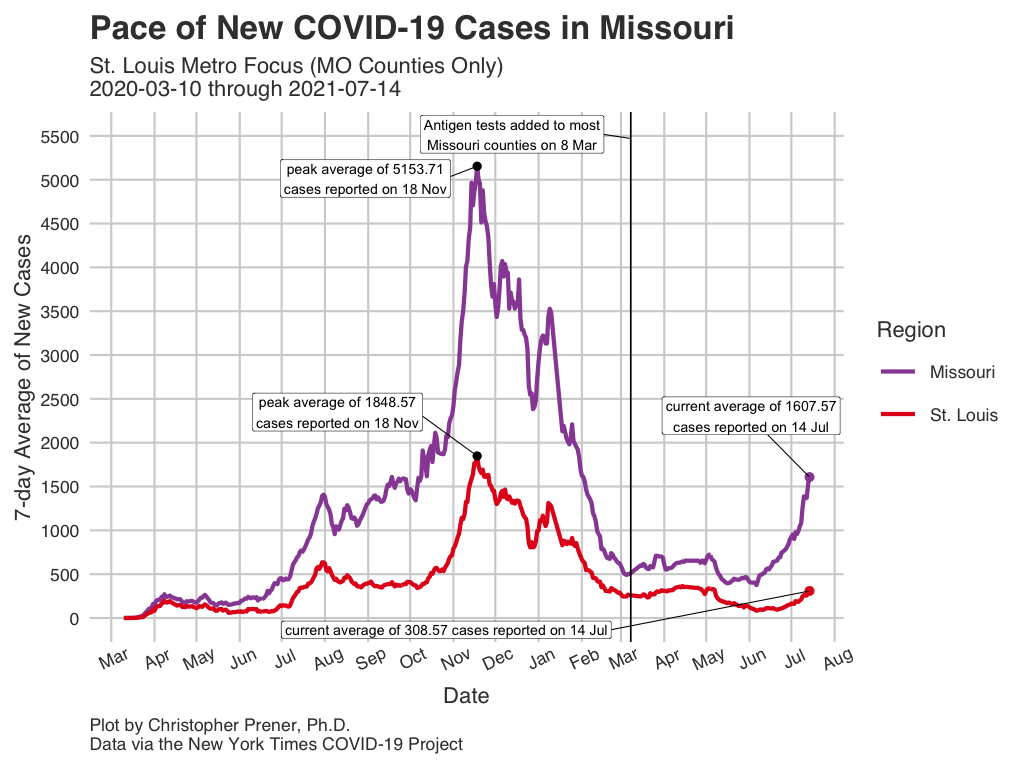 Pace of New COVID-19 Cases in Missouri
St. Louis Metro Focus (MO Counties Only)
2020-03-10 through 2021-07-14
7-day Average of New Cases
5500
5000
4500
4000
3500
3000
2500
2000
1500
1000
500
0
Antigen tests added to most
Missouri counties on 8 Mar
peak average of 5153.71
cases reported on 18 Nov
peak average of 1848.57
cases reported on 18 Nov
current average of 1607.57
cases reported on 14 Jul
current average of 308.57 cases reported on 14 Jul
Mar Apr May Jun Jul Aug Sep Oct Nov Dec Jan Feb Mar Apr May Jun Jul Aug
Date
Region
Missouri
St. Louis
Plot by Christopher Prener, Ph.D.
Data via the New York Times COVID-19 Project